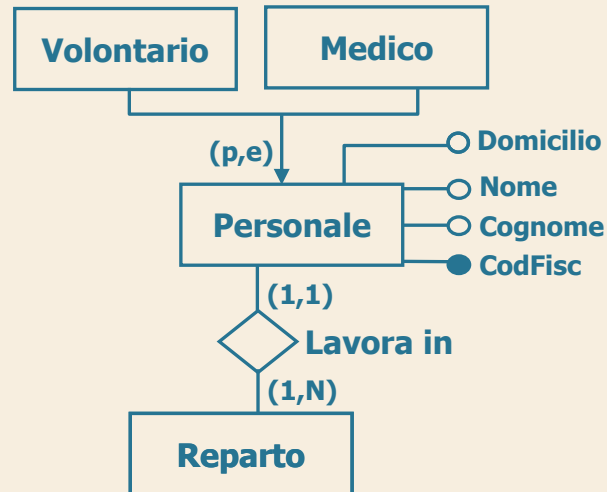 Volontario
Medico
(p,e)
Domicilio
Nome
Personale
Cognome
CodFisc
(1,1)
Lavora in
(1,N)
Reparto